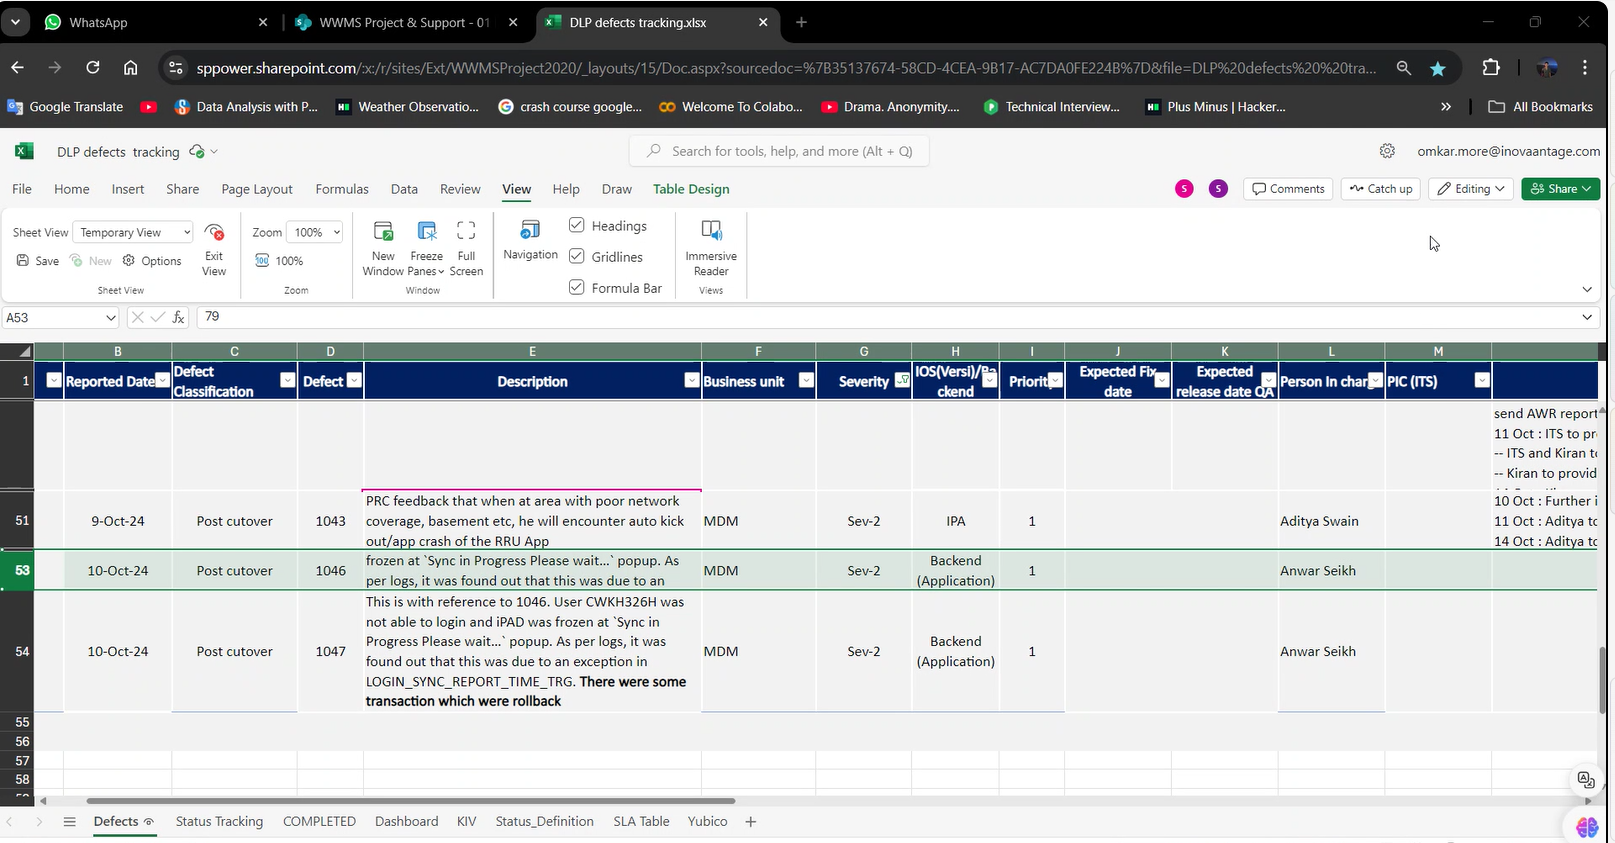 WhatsApp
WWMS Project & Support - 01
DLP defects tracking.xlsx
sppower.sharepoint.com/:x:/r/sites/Ext/WWMSProject2020/_layouts/15/Doc.aspx?sourcedoc=%7B35137674-58CD-4CEA-9B17-AC7DA0FE224B%7D&file=DLP%20defects%20%20tra...
Google Translate
Data Analysis with P...
Weather Observatio...
crash course google...
Welcome To Colabo...
Drama. Anonymity....
Technical Interview...
Plus Minus | Hacker...
»
All Bookmarks
DLP defects tracking
Search for tools, help, and more (Alt + Q)
omkar.more@inovaantage.com
File Home Insert Share Page Layout Formulas Data Review View Help Draw Table Design
S S Comments Catch up Editing Share
Sheet View Temporary View
Save New Options
Exit View
Sheet View
Zoom 100%
100%
Zoom
New Window
Freeze Panes
Full Screen
Window
Navigation
Headings
Gridlines
Formula Bar
Immersive Reader
Views
A53 fx 79
B C D E F G H I J K L M
1 Reported Date Defect Classification Defect Description Business unit Severity IOS(Versi)/Backend Priorit Expected Fix date Expected release date QA Person In char PIC (ITS)
send AWR report
11 Oct : ITS to pr
-- ITS and Kiran t
-- Kiran to provid
51 9-Oct-24 Post cutover 1043
PRC feedback that when at area with poor network
coverage, basement etc, he will encounter auto kick
out/app crash of the RRU App
MDM Sev-2 IPA 1 Aditya Swain
10 Oct : Further i
11 Oct : Aditya to
14 Oct : Aditya to
53 10-Oct-24 Post cutover 1046
frozen at `Sync in Progress Please wait...` popup. As
per logs, it was found out that this was due to an
MDM Sev-2 Backend (Application) 1 Anwar Seikh
54 10-Oct-24 Post cutover 1047
This is with reference to 1046. User CWKH326H was
not able to login and iPAD was frozen at `Sync in
Progress Please wait...` popup. As per logs, it was
found out that this was due to an exception in
LOGIN_SYNC_REPORT_TIME_TRG. There were some
transaction which were rollback
MDM Sev-2 Backend (Application) 1 Anwar Seikh
55
56
57
58
Defects Status Tracking COMPLETED Dashboard KIV Status_Definition SLA Table Yubico